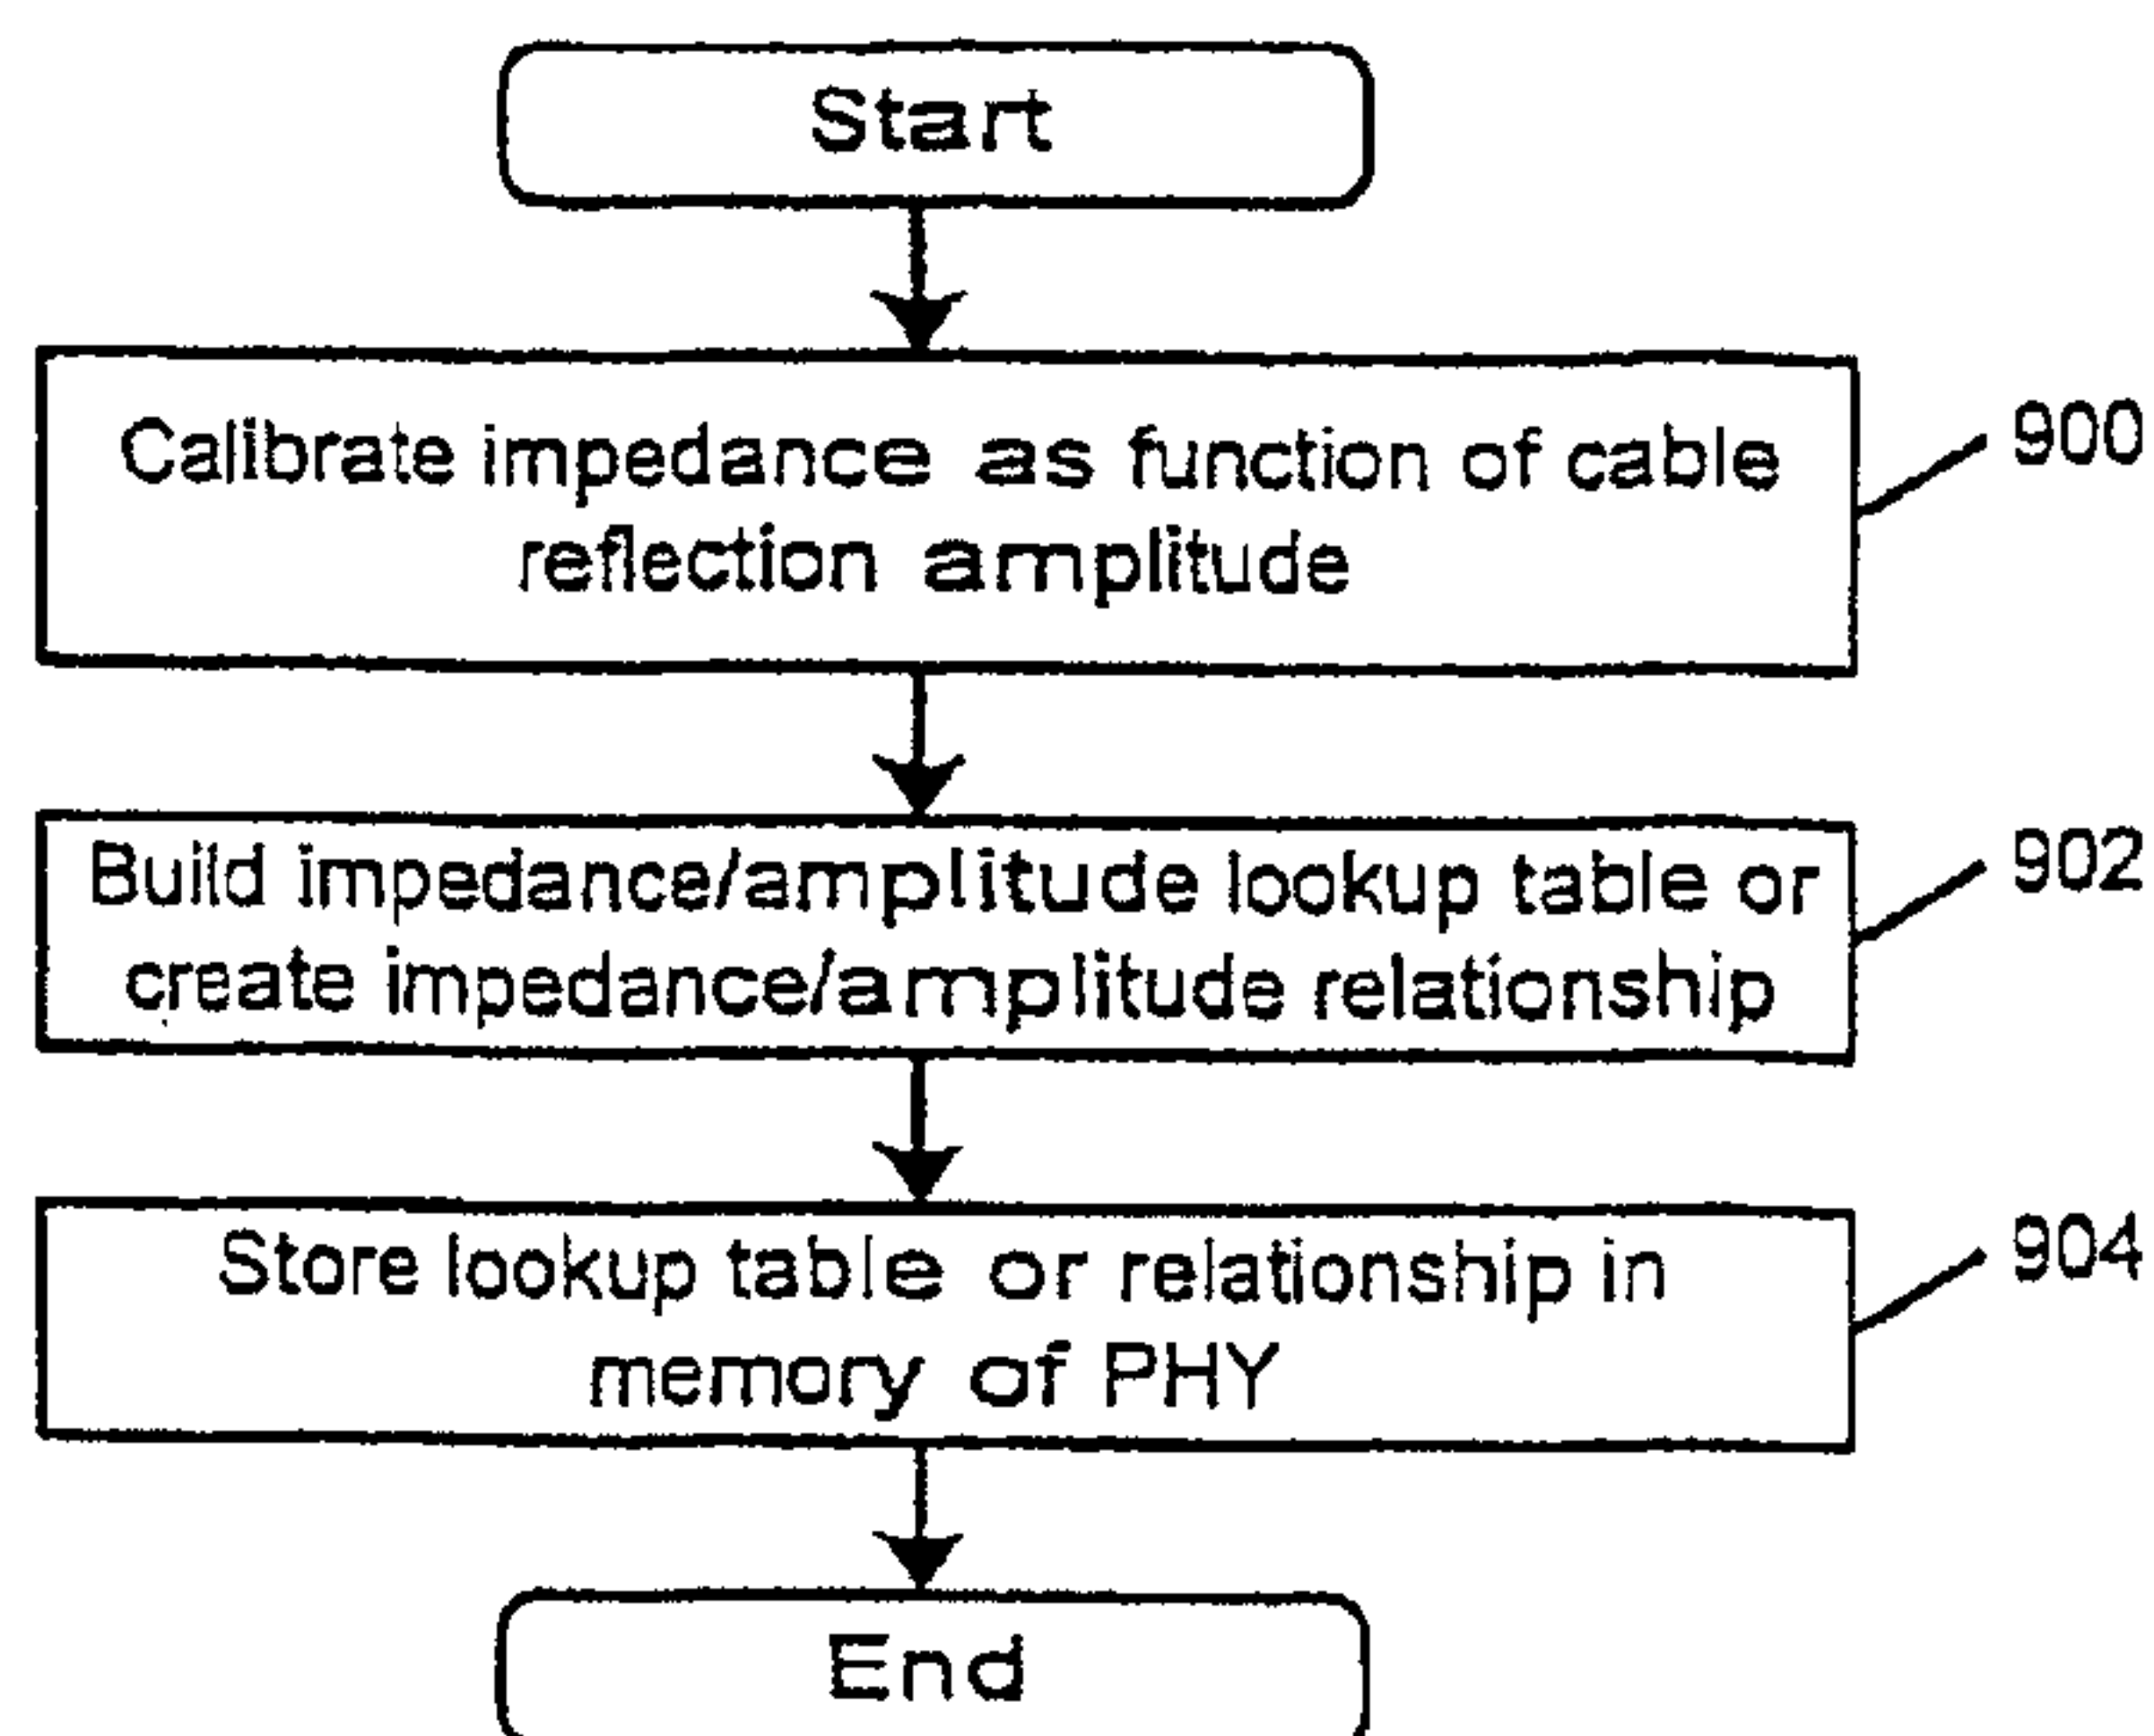 Start
Calibrate impedance as function of cable
reflection amplitude
900
Build impedance/amplitude lookup table or
create impedance/amplitude relationship
902
Store lookup table or relationship in
memory of PHY
904
End